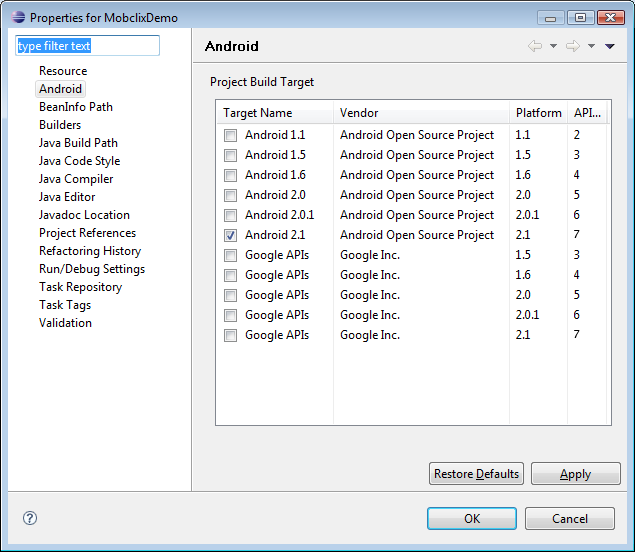 Properties for MobclixDemo
type filter text
Resource
Android
BeanInfo Path
Builders
Java Build Path
Java Code Style
Java Compiler
Java Editor
Javadoc Location
Project References
Refactoring History
Run/Debug Settings
Task Repository
Task Tags
Validation
Android
Project Build Target
Target Name Vendor Platform API...
Android 1.1 Android Open Source Project 1.1 2
Android 1.5 Android Open Source Project 1.5 3
Android 1.6 Android Open Source Project 1.6 4
Android 2.0 Android Open Source Project 2.0 5
Android 2.0.1 Android Open Source Project 2.0.1 6
Android 2.1 Android Open Source Project 2.1 7
Google APIs Google Inc. 1.5 3
Google APIs Google Inc. 1.6 4
Google APIs Google Inc. 2.0 5
Google APIs Google Inc. 2.0.1 6
Google APIs Google Inc. 2.1 7
Restore Defaults Apply
? OK Cancel